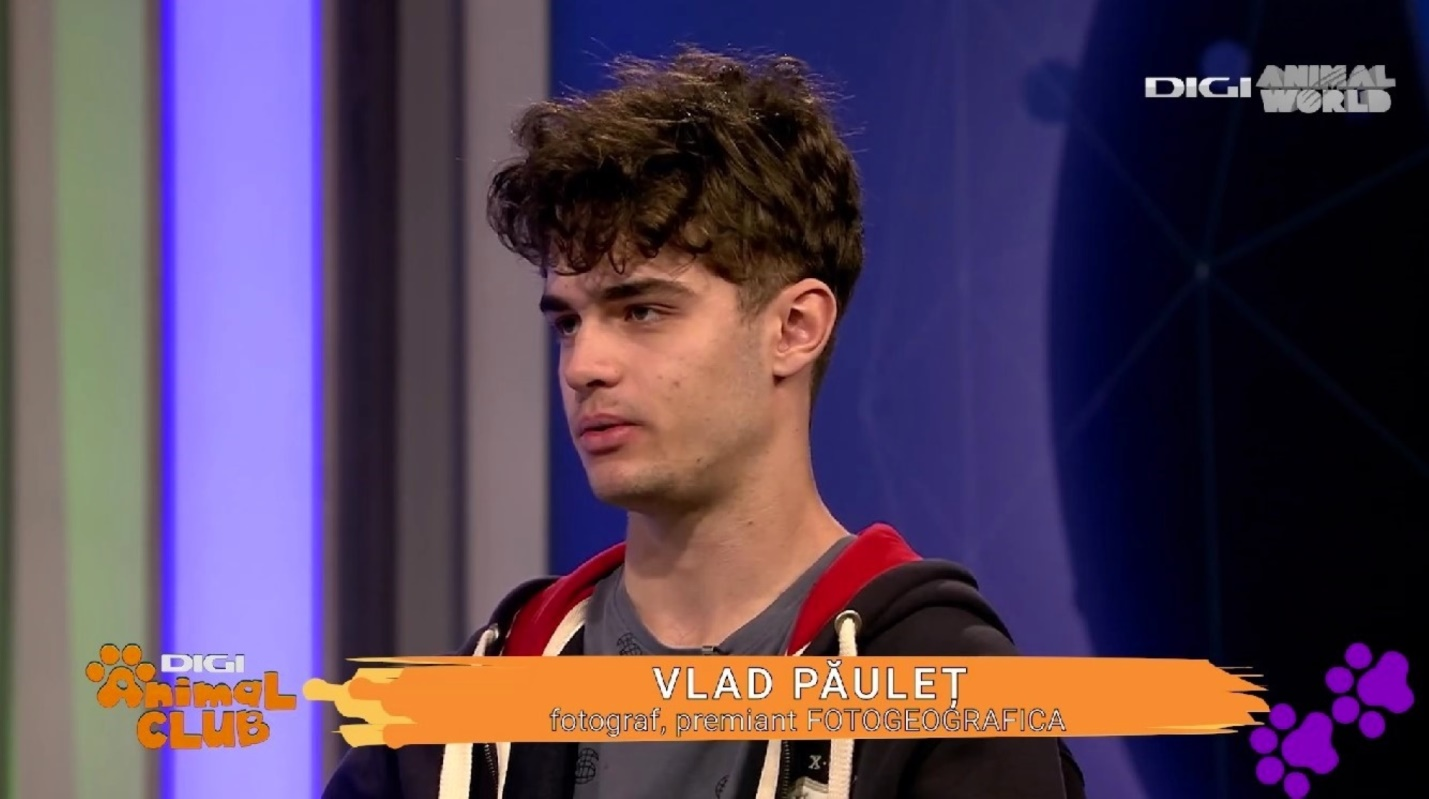 DIGI ANIMAL
WORLD
DIGI
Animal
CLUB
VLAD PĂULEȚ
fotograf, premiant FOTOGEOGRAFICA
X